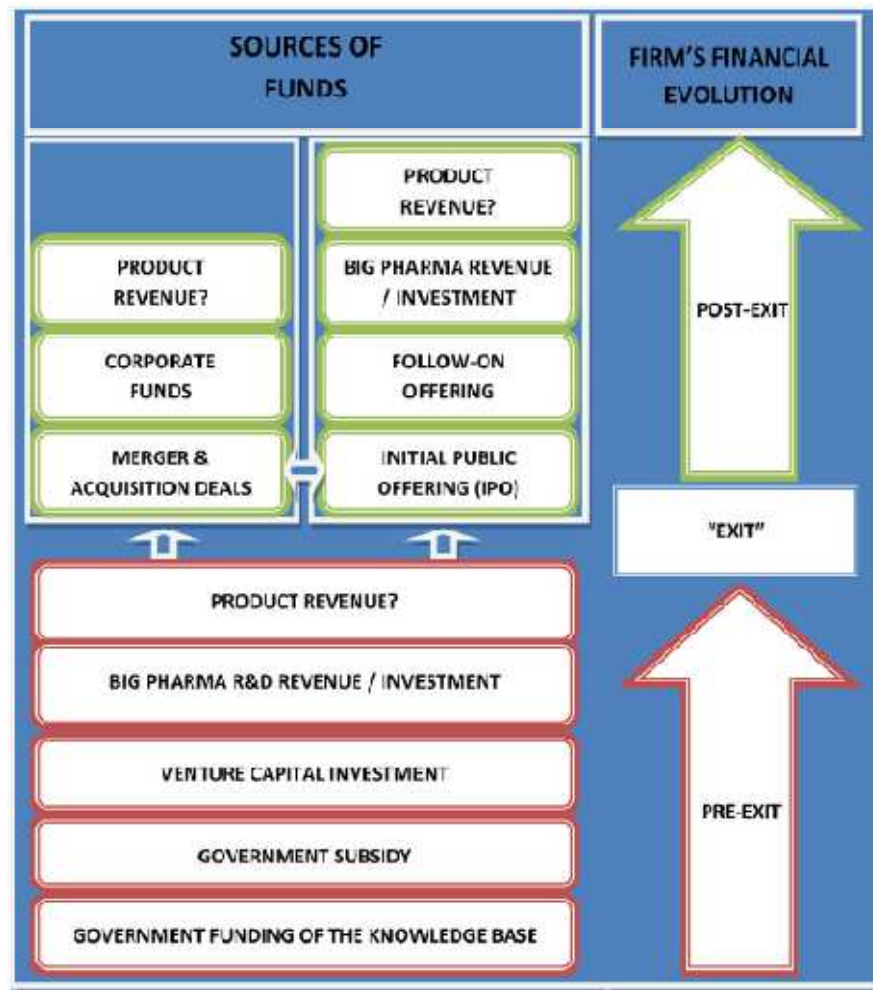 SOURCES OF
FUNDS
FIRM'S FINANCIAL
EVOLUTION
PRODUCT
REVENUE?
CORPORATE
FUNDS
MERGER &
ACQUISITION DEALS
PRODUCT
REVENUE?
BIG PHARMA REVENUE
/ INVESTMENT
FOLLOW-ON
OFFERING
INITIAL PUBLIC
OFFERING (IPO)
POST-EXIT
"EXIT"
PRODUCT REVENUE?
BIG PHARMA R&D REVENUE / INVESTMENT
VENTURE CAPITAL INVESTMENT
GOVERNMENT SUBSIDY
GOVERNMENT FUNDING OF THE KNOWLEDGE BASE
PRE-EXIT